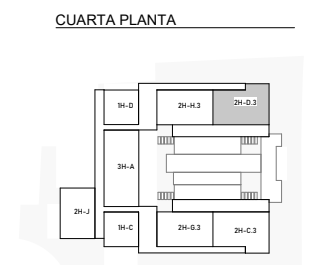 CUARTA PLANTA
1H-D
2H-H.3
2H-D.3
3H-A
2H-J
1H-C
2H-G.3
2H-C.3